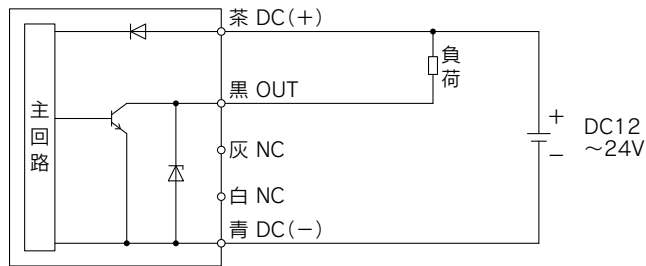 茶 DC(+)
負荷
黒 OUT
主回路
+
DC12
～24V
−
灰 NC
白 NC
青 DC(−)